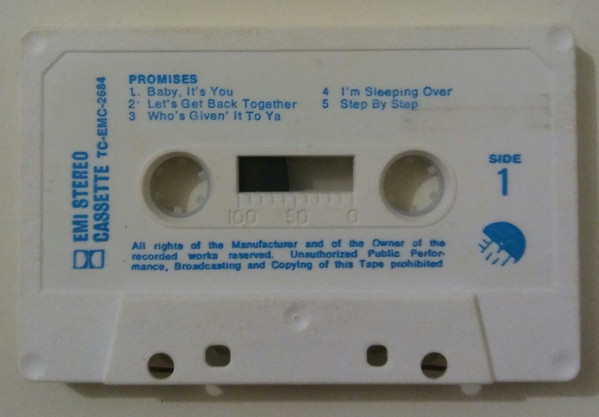 PROMISES
1. Baby, It's You
2. Let's Get Back Together
3 Who's Given' It To Ya
4 I'm Sleeping Over
5 Step By Step
EMI STEREO
CASSETTE TC-EMC-2684
SIDE
1
100 50 0
All rights of the Manufacturer and of the Owner of the
recorded works reserved. Unauthorized Public Perfor-
mance, Broadcasting and Copying of this Tape prohibited